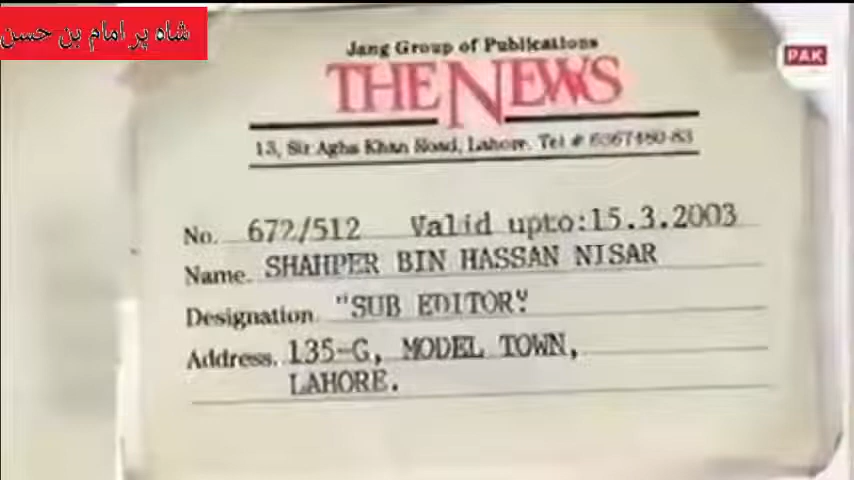 شاہ پر امام بن حسن
PAK
Jang Group of Publications
THE NEWS
13, Sir Agha Khan Road, Lahore. Tel # 6367480-83
No. 672/512 Valid upto:15.3.2003
Name. SHAHPER BIN HASSAN NISAR
Designation. "SUB EDITOR"
Address. 135-G, MODEL TOWN,
LAHORE.